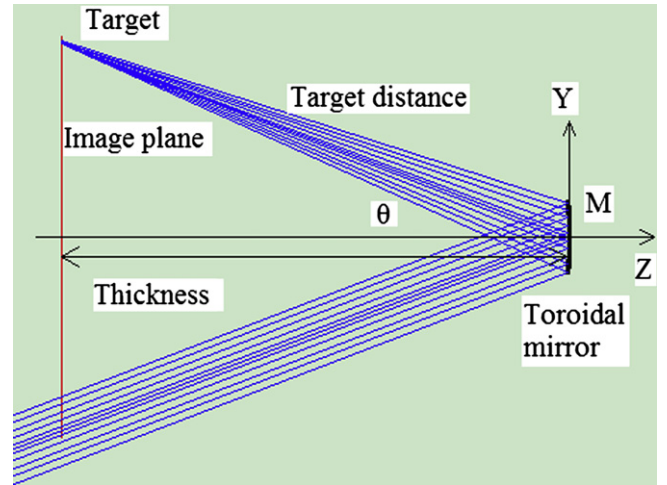 Target
Target distance
Y
Image plane
M
θ
Z
Thickness
Toroidal
mirror